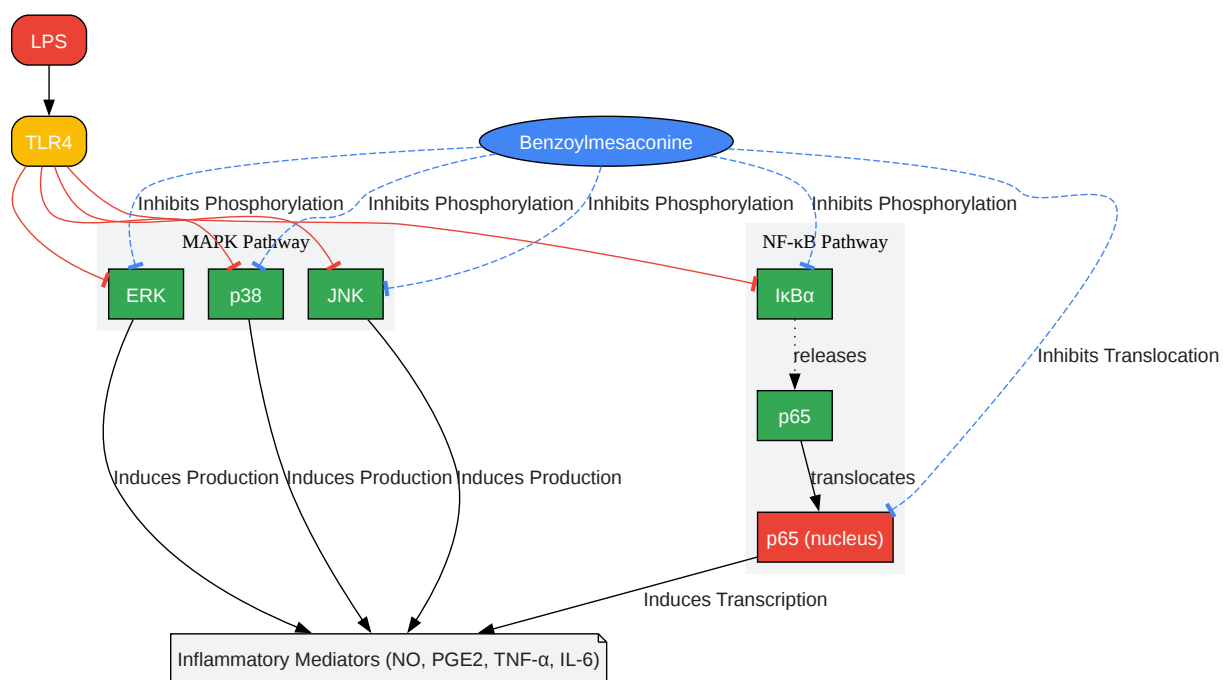 LPS
TLR4
Benzoylmesaconine
Inhibits Phosphorylation
Inhibits Phosphorylation
Inhibits Phosphorylation
Inhibits Phosphorylation
MAPK Pathway
NF-κB Pathway
ERK
p38
JNK
IκBα
releases
Inhibits Translocation
p65
Induces Production
Induces Production
Induces Production
translocates
p65 (nucleus)
Induces Transcription
Inflammatory Mediators (NO, PGE2, TNF-α, IL-6)